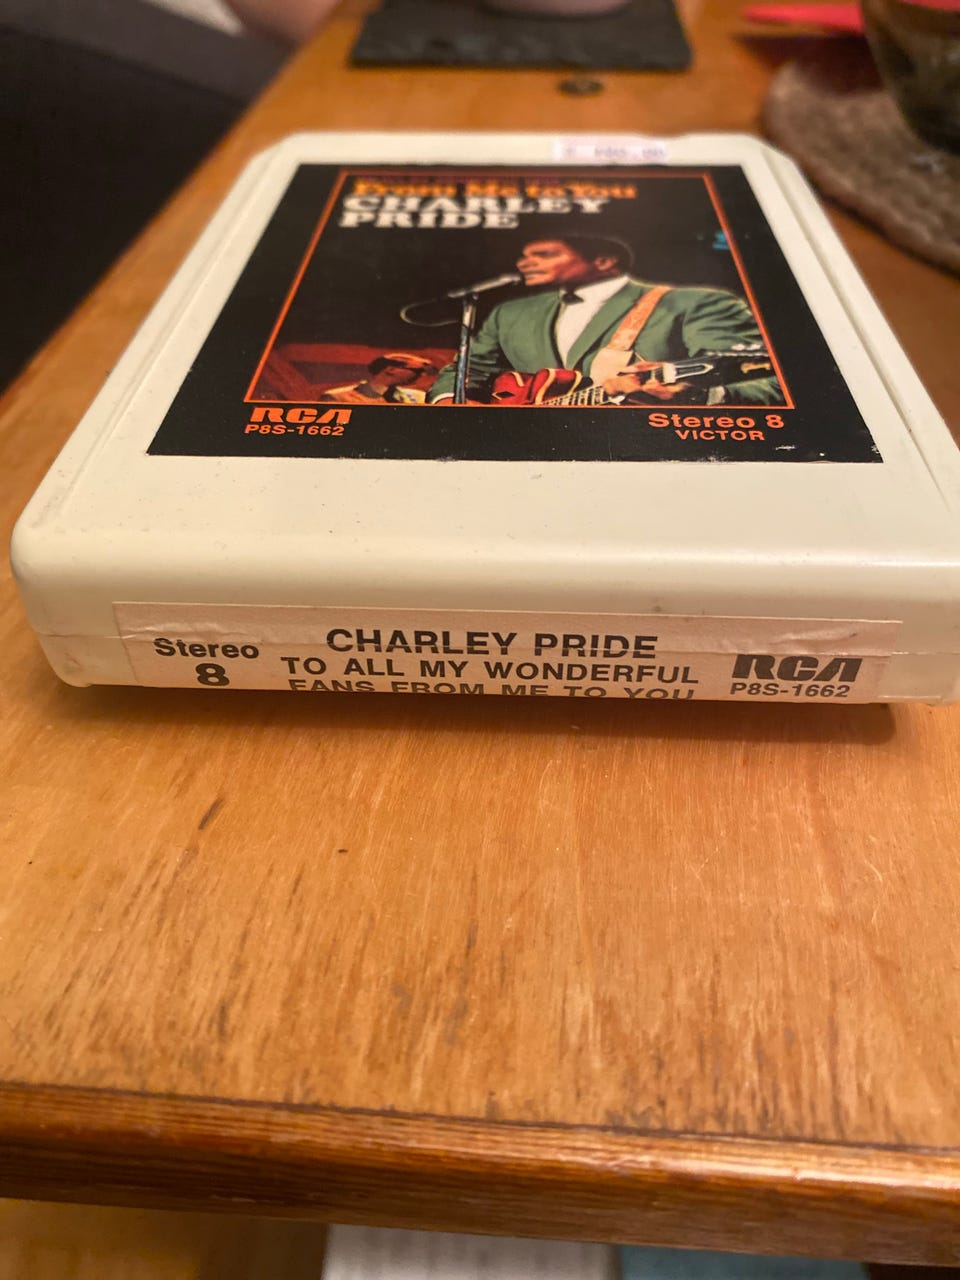 From Me to You
CHARLEY
PRIDE
RCA
P8S-1662
Stereo 8
VICTOR
Stereo
8
CHARLEY PRIDE
TO ALL MY WONDERFUL
FANS FROM ME TO YOU
RCA
P8S-1662